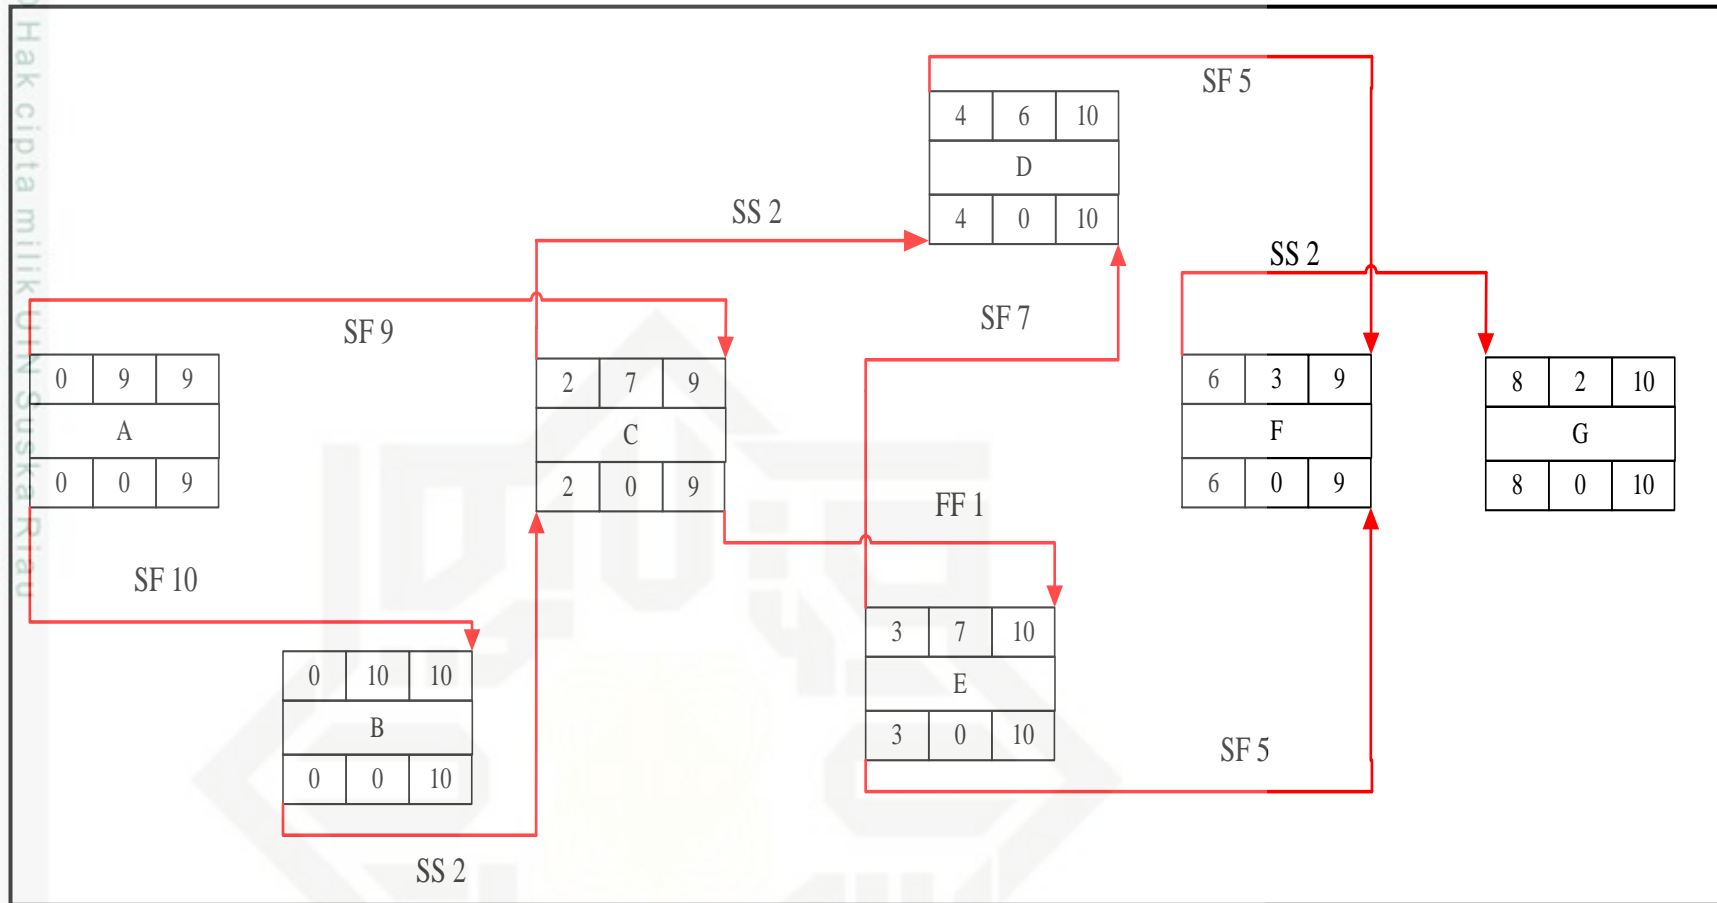 © Hak cipta milik UIN Suska Riau
SF 5
4 6 10
D
4 0 10
SS 2
SS 2
SF 7
SF 9
0 9 9
A
0 0 9
2 7 9
C
2 0 9
6 3 9
F
6 0 9
8 2 10
G
8 0 10
FF 1
SF 10
3 7 10
E
3 0 10
0 10 10
B
0 0 10
SF 5
SS 2